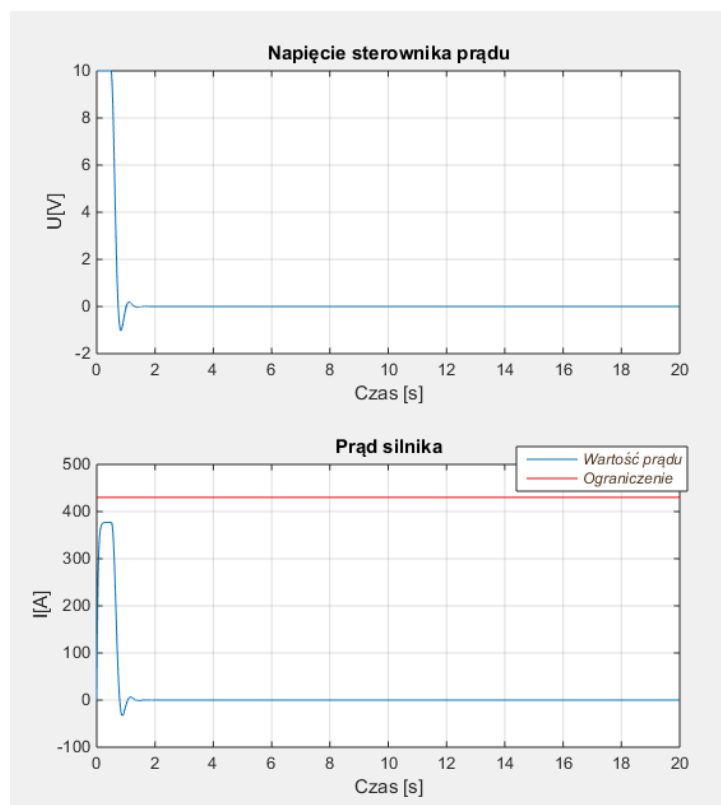 Napięcie sterownika prądu
10
8
6
4
2
0
-2
U[V]
0 2 4 6 8 10 12 14 16 18 20
Czas [s]
Prąd silnika
Wartość prądu
Ograniczenie
500
400
300
200
100
0
-100
I[A]
0 2 4 6 8 10 12 14 16 18 20
Czas [s]